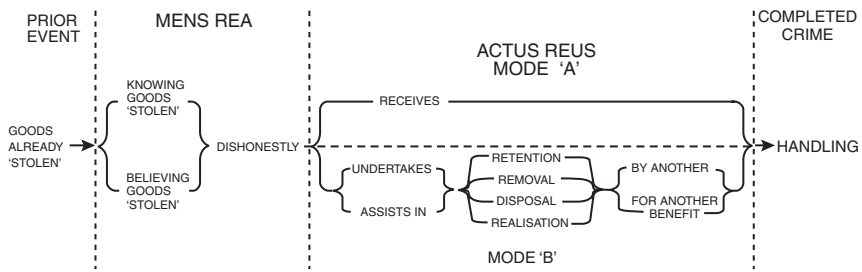 PRIOR
EVENT
MENS REA
ACTUS REUS
MODE ‘A’
COMPLETED
CRIME
GOODS
ALREADY
‘STOLEN’
KNOWING
GOODS
‘STOLEN’
BELIEVING
GOODS
‘STOLEN’
DISHONESTLY
RECEIVES
UNDERTAKES
ASSISTS IN
RETENTION
REMOVAL
DISPOSAL
REALISATION
BY ANOTHER
FOR ANOTHER
BENEFIT
HANDLING
MODE ‘B’